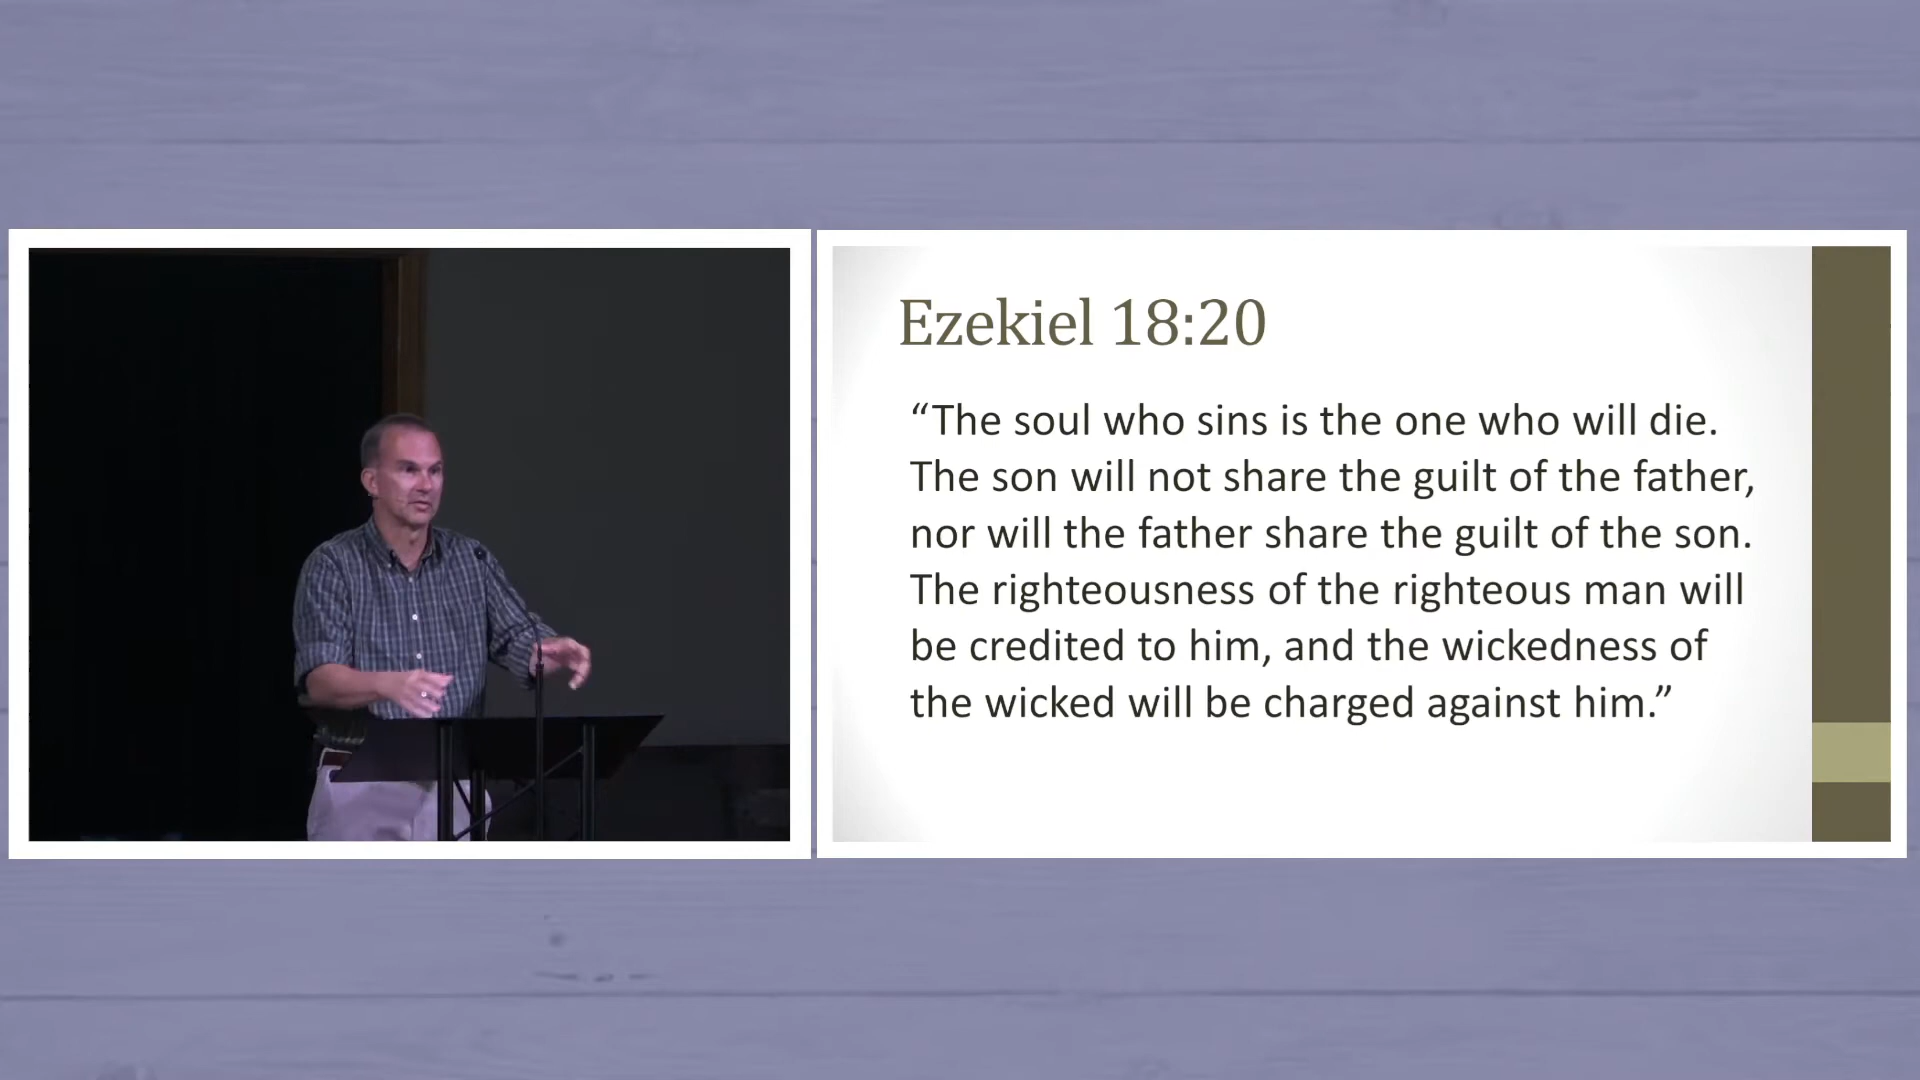 Ezekiel 18:20
“The soul who sins is the one who will die.
The son will not share the guilt of the father,
nor will the father share the guilt of the son.
The righteousness of the righteous man will
be credited to him, and the wickedness of
the wicked will be charged against him.”